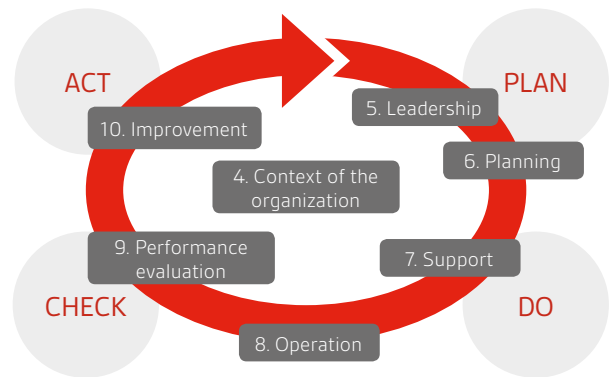 ACT
PLAN
5. Leadership
10. Improvement
6. Planning
4. Context of the
organization
9. Performance
evaluation
7. Support
CHECK
DO
8. Operation